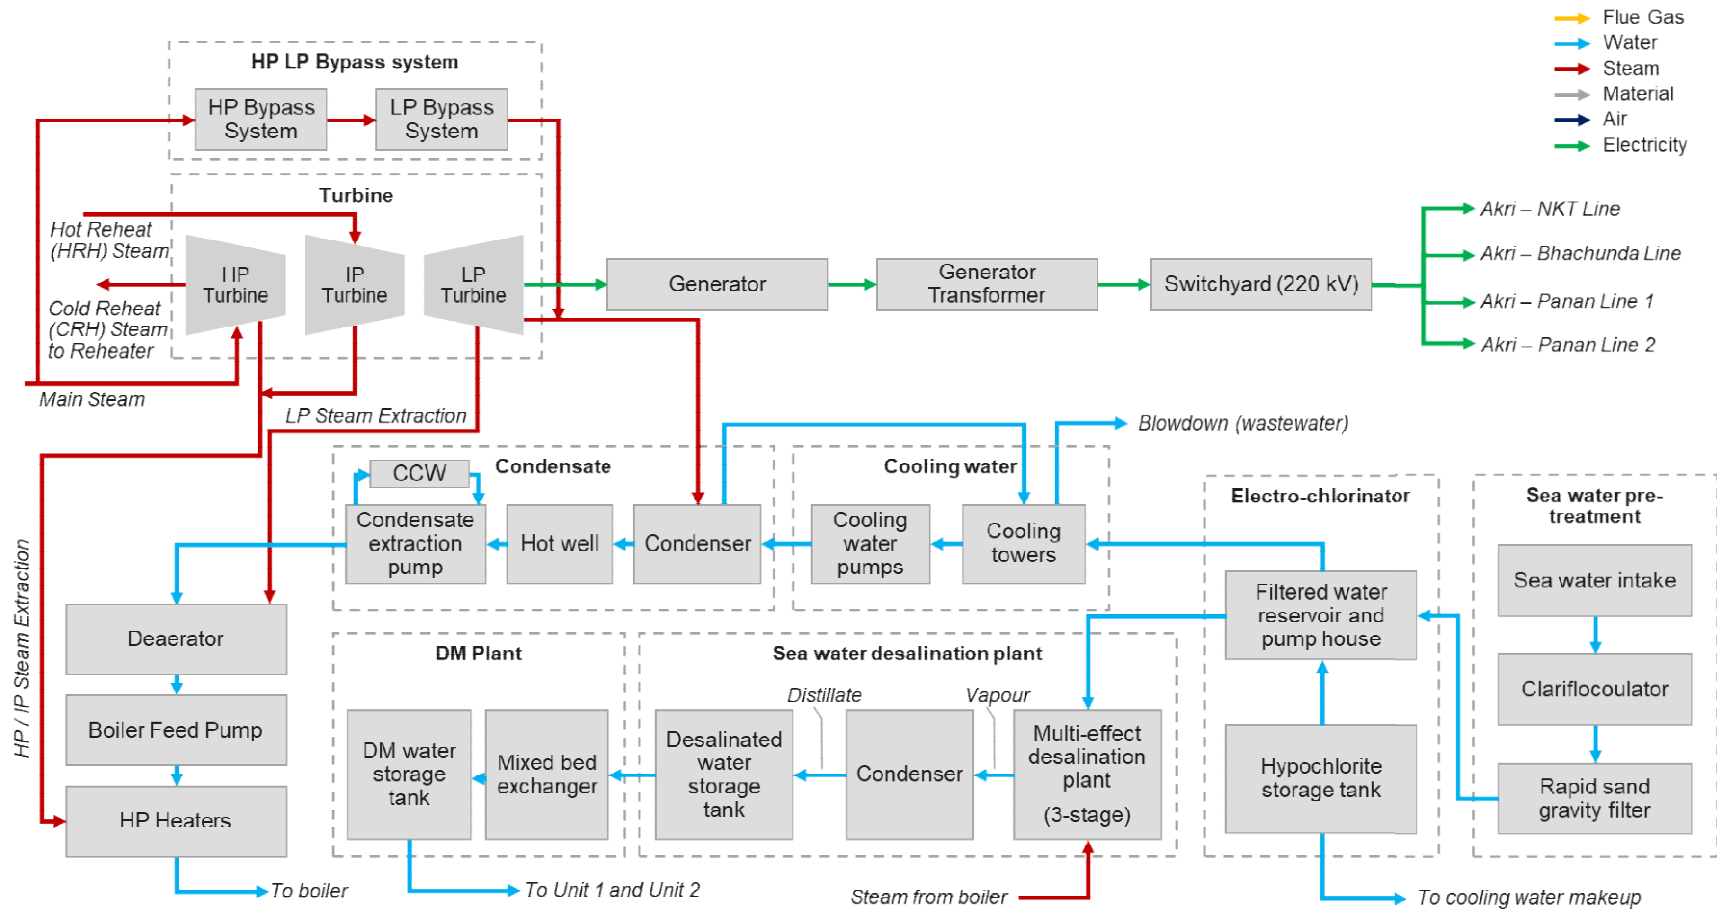 Flue Gas
Water
Steam
Material
Air
Electricity
HP LP Bypass system
HP Bypass
System
LP Bypass
System
Turbine
Hot Reheat
(HRH) Steam
HP
Turbine
IP
Turbine
LP
Turbine
Cold Reheat
(CRH) Steam
to Reheater
Main Steam
Generator
Generator
Transformer
Switchyard (220 kV)
Akri – NKT Line
Akri – Bhachunda Line
Akri – Panan Line 1
Akri – Panan Line 2
LP Steam Extraction
Blowdown (wastewater)
Condensate
CCW
Condensate
extraction
pump
Hot well
Condenser
Cooling water
Cooling
water
pumps
Cooling
towers
Electro-chlorinator
Filtered water
reservoir and
pump house
Hypochlorite
storage tank
Sea water pre-
treatment
Sea water intake
Clariflocoulator
Rapid sand
gravity filter
HP / IP Steam Extraction
Deaerator
Boiler Feed Pump
HP Heaters
To boiler
DM Plant
DM water
storage
tank
Mixed bed
exchanger
To Unit 1 and Unit 2
Sea water desalination plant
Distillate
Vapour
Desalinated
water
storage
tank
Condenser
Multi-effect
desalination
plant
(3-stage)
Steam from boiler
To cooling water makeup